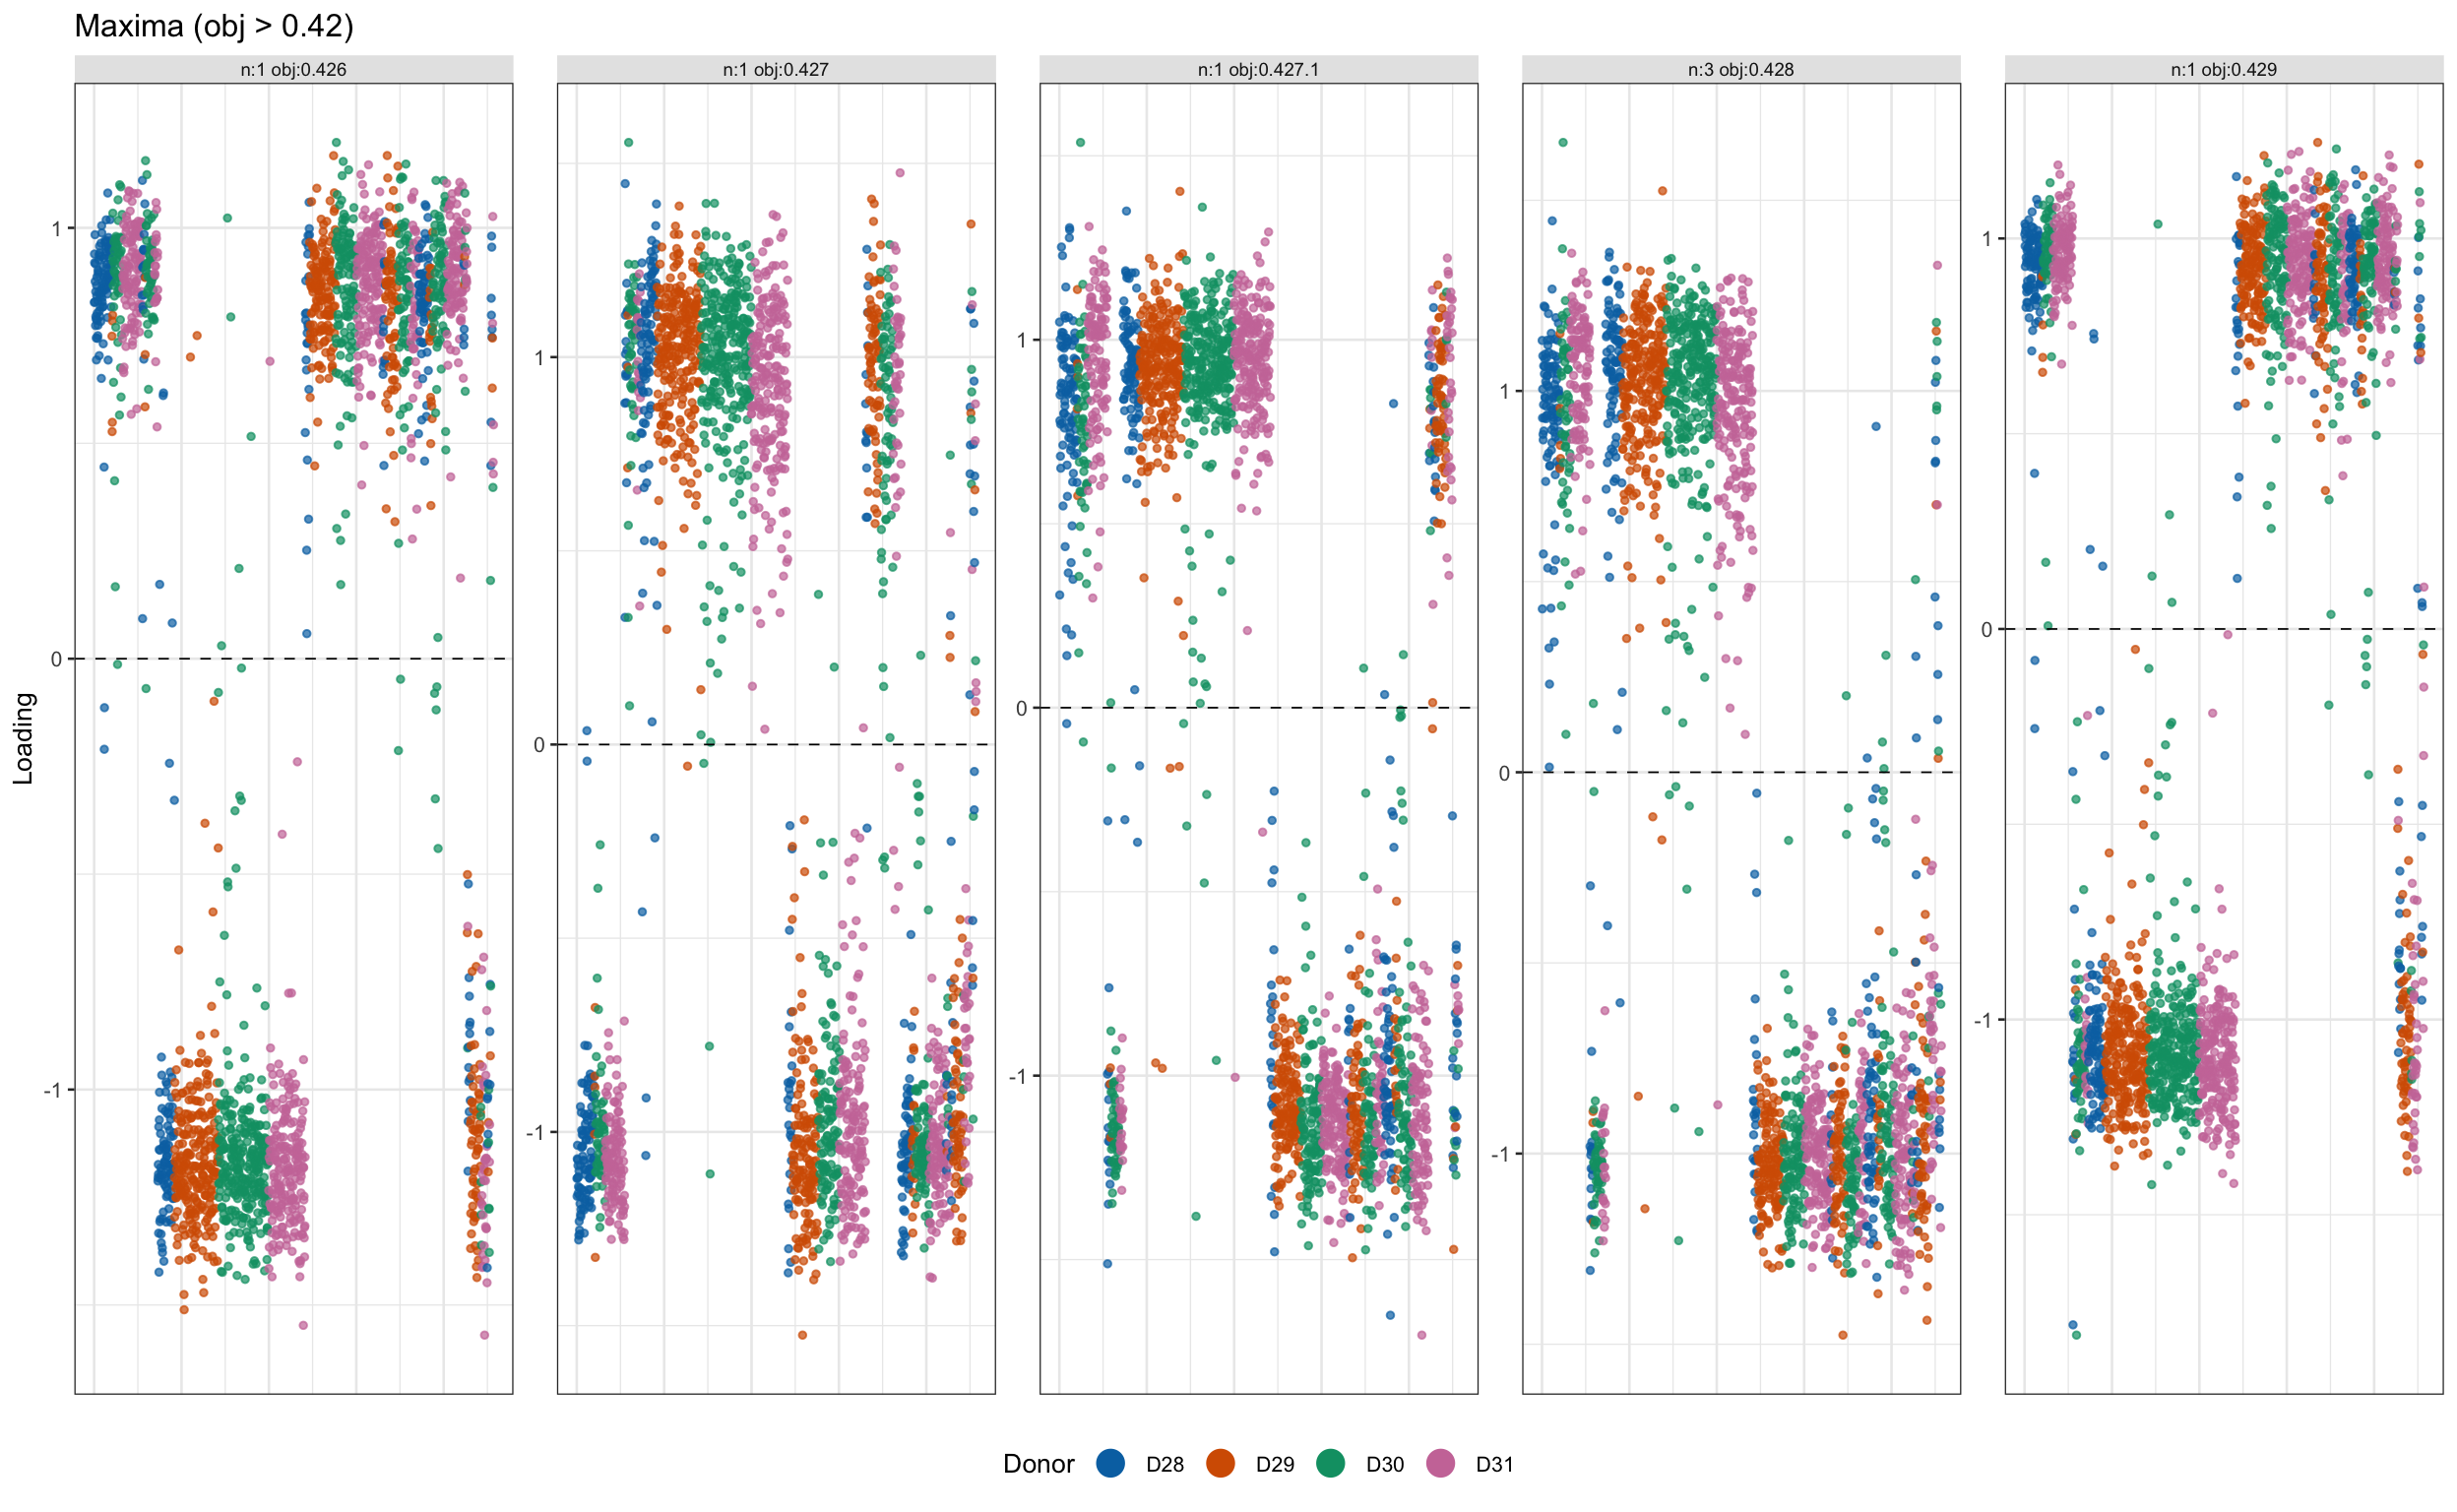 Maxima (obj > 0.42)
n:1 obj:0.426
n:1 obj:0.427
n:1 obj:0.427.1
n:3 obj:0.428
n:1 obj:0.429
Loading
1
0
-1
1
0
-1
1
0
-1
1
0
-1
1
0
-1
Donor D28 D29 D30 D31